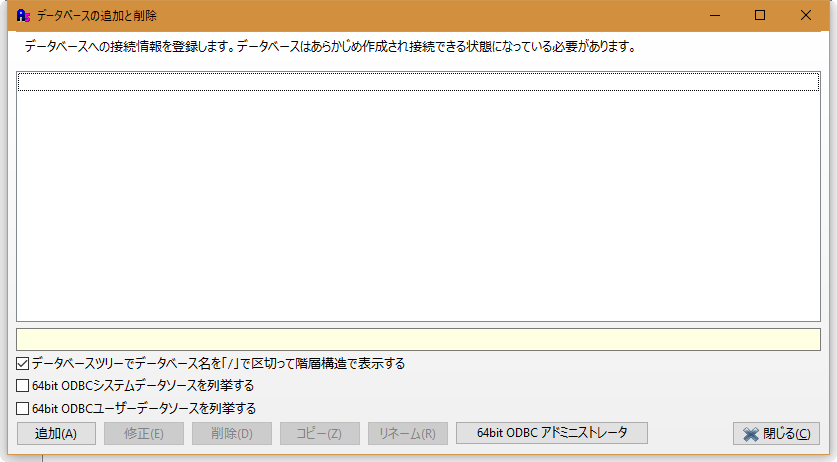 データベースの追加と削除
データベースへの接続情報を登録します。データベースはあらかじめ作成され接続できる状態になっている必要があります。
データベースツリーでデータベース名を「/」で区切って階層構造で表示する
64bit ODBCシステムデータソースを列挙する
64bit ODBCユーザーデータソースを列挙する
追加(A) 修正(E) 削除(D) コピー(Z) リネーム(R) 64bit ODBC アドミニストレータ 閉じる(C)